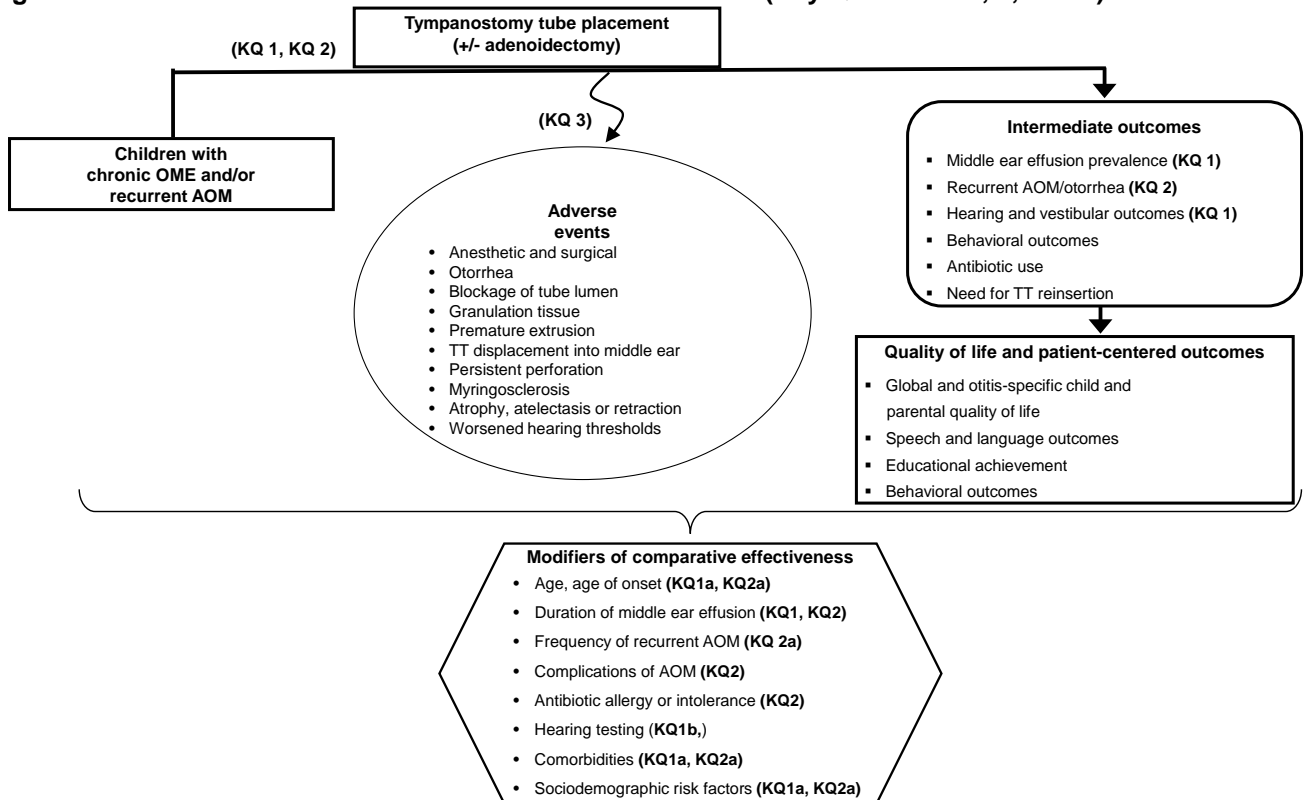 Tympanostomy tube placement
(+/- adenoidectomy)
(KQ 1, KQ 2)
(KQ 3)
Children with
chronic OME and/or
recurrent AOM
Adverse
events
• Anesthetic and surgical
• Otorrhea
• Blockage of tube lumen
• Granulation tissue
• Premature extrusion
• TT displacement into middle ear
• Persistent perforation
• Myringosclerosis
• Atrophy, atelectasis or retraction
• Worsened hearing thresholds
Intermediate outcomes
▪ Middle ear effusion prevalence (KQ 1)
▪ Recurrent AOM/otorrhea (KQ 2)
▪ Hearing and vestibular outcomes (KQ 1)
▪ Behavioral outcomes
▪ Antibiotic use
▪ Need for TT reinsertion
Quality of life and patient-centered outcomes
▪ Global and otitis-specific child and
parental quality of life
▪ Speech and language outcomes
▪ Educational achievement
▪ Behavioral outcomes
Modifiers of comparative effectiveness
• Age, age of onset (KQ1a, KQ2a)
• Duration of middle ear effusion (KQ1, KQ2)
• Frequency of recurrent AOM (KQ 2a)
• Complications of AOM (KQ2)
• Antibiotic allergy or intolerance (KQ2)
• Hearing testing (KQ1b,)
• Comorbidities (KQ1a, KQ2a)
• Sociodemographic risk factors (KQ1a, KQ2a)